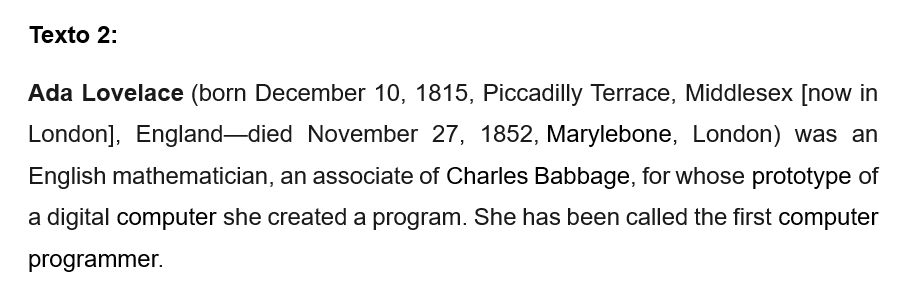 Texto 2:
Ada Lovelace (born December 10, 1815, Piccadilly Terrace, Middlesex [now in
London], England—died November 27, 1852, Marylebone, London) was an
English mathematician, an associate of Charles Babbage, for whose prototype of
a digital computer she created a program. She has been called the first computer
programmer.